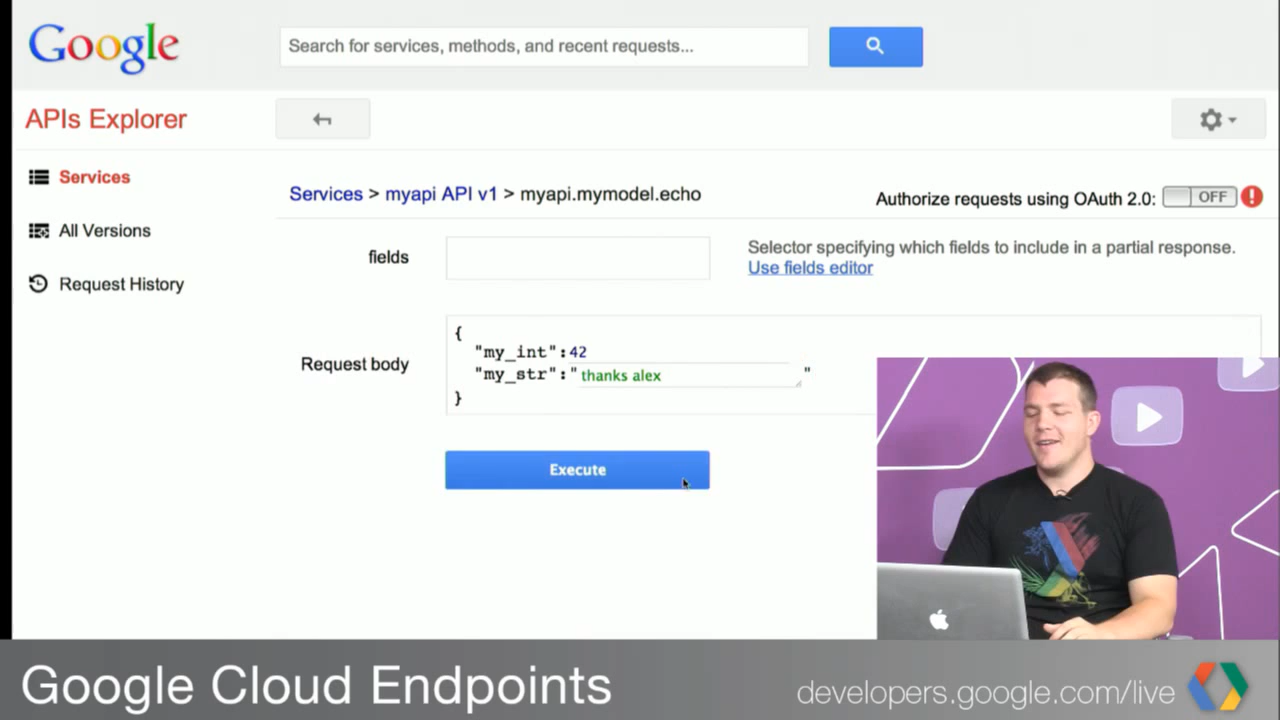 Google
Search for services, methods, and recent requests...
APIs Explorer
Services
All Versions
Request History
Services > myapi API v1 > myapi.mymodel.echo
Authorize requests using OAuth 2.0:
OFF
!
fields
Selector specifying which fields to include in a partial response.
Use fields editor
Request body
{
"my_int":42
"my_str":"thanks alex"
}
Execute
Google Cloud Endpoints
developers.google.com/live